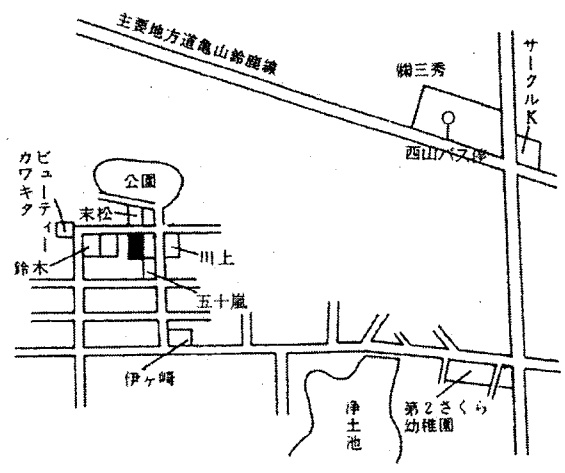 主要地方道亀山鈴鹿線
㈱三秀
サークルK
西山バス停
ビューティー
カワキタ
公園
末松
鈴木
川上
五十嵐
伊ヶ崎
浄土池
第2さくら
幼稚園